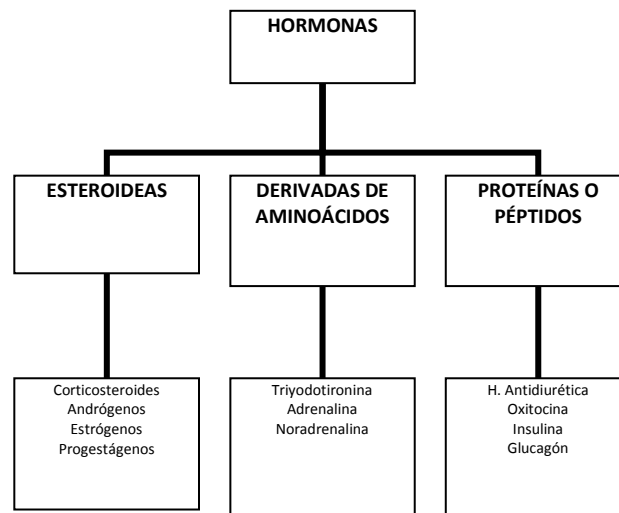 HORMONAS
ESTEROIDEAS
DERIVADAS DE
AMINOÁCIDOS
PROTEÍNAS O
PÉPTIDOS
Corticosteroides
Andrógenos
Estrógenos
Progestágenos
Triyodotironina
Adrenalina
Noradrenalina
H. Antidiurética
Oxitocina
Insulina
Glucagón